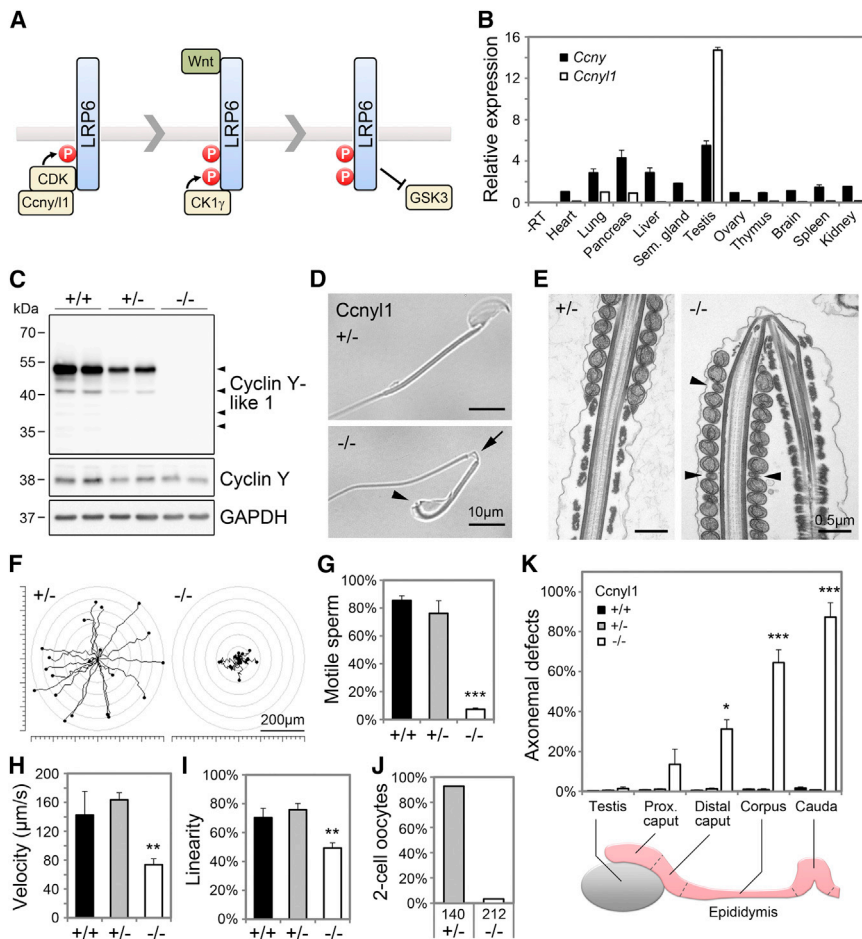 A
Wnt
LRP6
LRP6
LRP6
P
P
P
P
P
CDK
Ccny/l1
CK1γ
GSK3
B
Relative expression
16
12
8
4
0
Ccny
Ccnyl1
-RT
Heart
Lung
Pancreas
Liver
Sem. gland
Testis
Ovary
Thymus
Brain
Spleen
Kidney
C
+/+ +/- -/-
kDa
70
55
40
35
Cyclin Y-
like 1
38
Cyclin Y
37
GAPDH
D
Ccnyl1
+/-
-/-
10µm
E
+/-
-/-
0.5µm
F
+/-
-/-
200µm
G
Motile sperm
100%
80%
60%
40%
20%
0%
***
+/+ +/- -/-
H
Velocity (µm/s)
200
160
120
80
40
0
**
+/+ +/- -/-
I
Linearity
100%
80%
60%
40%
20%
0%
**
+/+ +/- -/-
J
2-cell oocytes
100%
80%
60%
40%
20%
0%
140 212
+/- -/-
K
Axonemal defects
100%
80%
60%
40%
20%
0%
Ccnyl1
+/+
+/-
-/-
*
***
***
Testis
Prox. caput
Distal caput
Corpus
Cauda
Epididymis